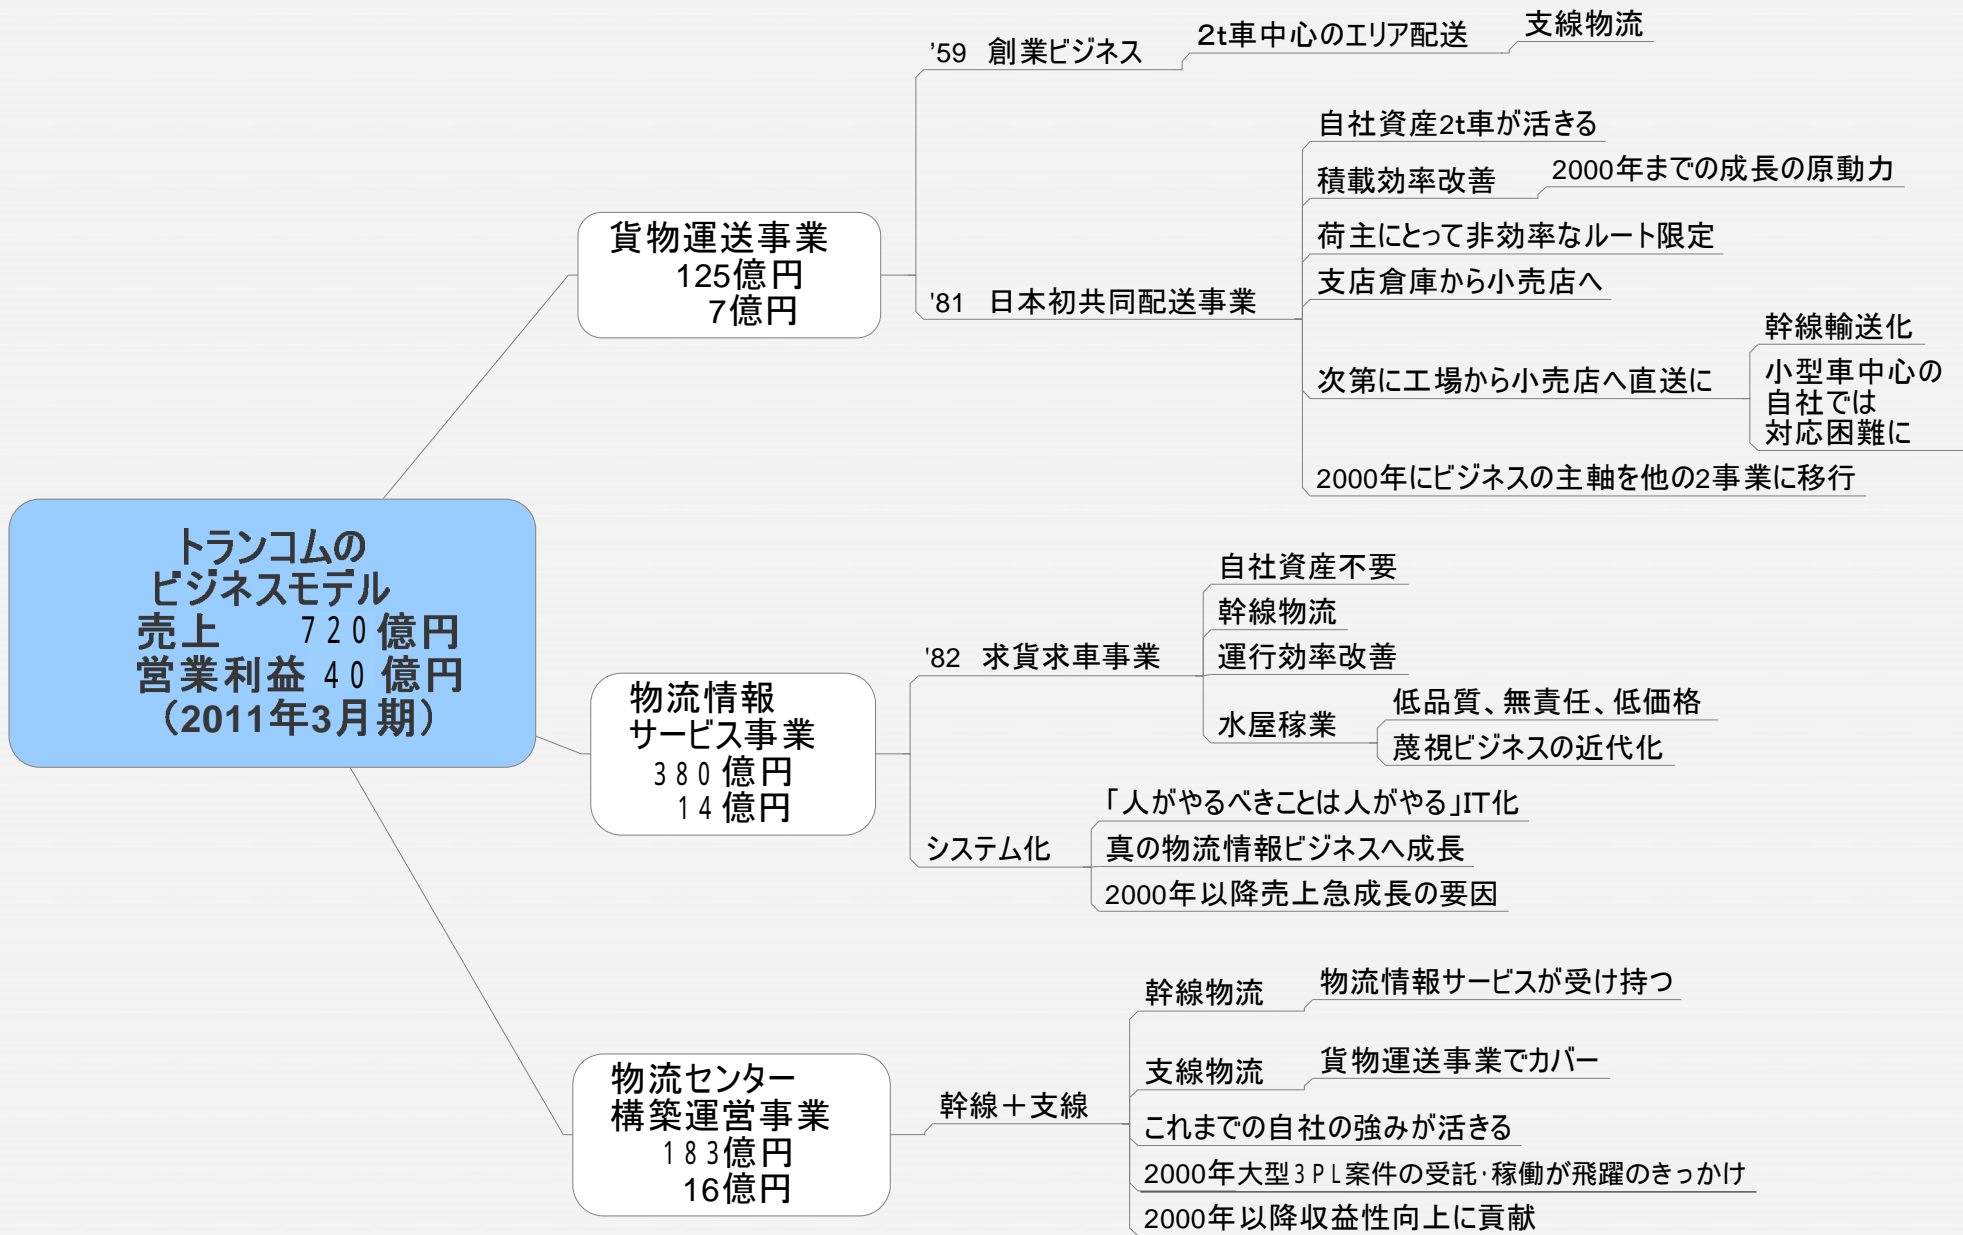 トランコムの
ビジネスモデル
売上　720億円
営業利益 40 億円
（2011年3月期）
貨物運送事業
125億円
7億円
'59 創業ビジネス
2t車中心のエリア配送
支線物流
'81 日本初共同配送事業
自社資産2t車が活きる
積載効率改善
2000年までの成長の原動力
荷主にとって非効率なルート限定
支店倉庫から小売店へ
次第に工場から小売店へ直送に
幹線輸送化
小型車中心の
自社では
対応困難に
2000年にビジネスの主軸を他の2事業に移行
物流情報
サービス事業
380億円
14億円
'82 求貨求車事業
自社資産不要
幹線物流
運行効率改善
水屋稼業
低品質、無責任、低価格
蔑視ビジネスの近代化
システム化
「人がやるべきことは人がやる」IT化
真の物流情報ビジネスへ成長
2000年以降売上急成長の要因
物流センター
構築運営事業
183億円
16億円
幹線＋支線
幹線物流
物流情報サービスが受け持つ
支線物流
貨物運送事業でカバー
これまでの自社の強みが活きる
2000年大型3PL案件の受託・稼働が飛躍のきっかけ
2000年以降収益性向上に貢献